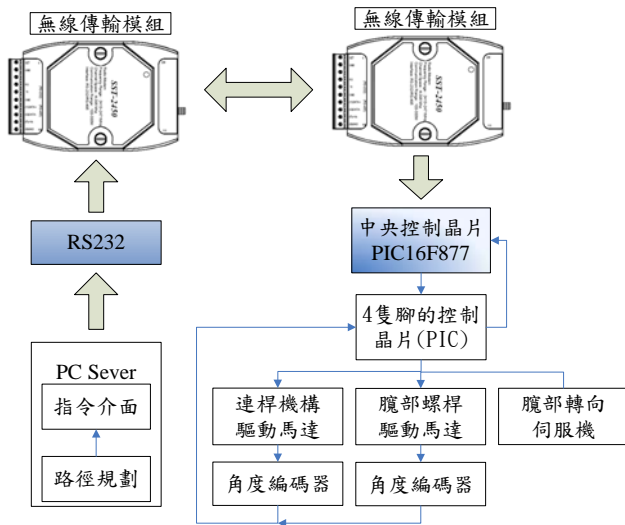 無線傳輸模組
無線傳輸模組
SST-2450
SST-2450
RS232
中央控制晶片
PIC16F877
4隻腳的控制
晶片(PIC)
PC Sever
指令介面
路徑規劃
連桿機構
驅動馬達
腹部螺桿
驅動馬達
腹部轉向
伺服機
角度編碼器
角度編碼器